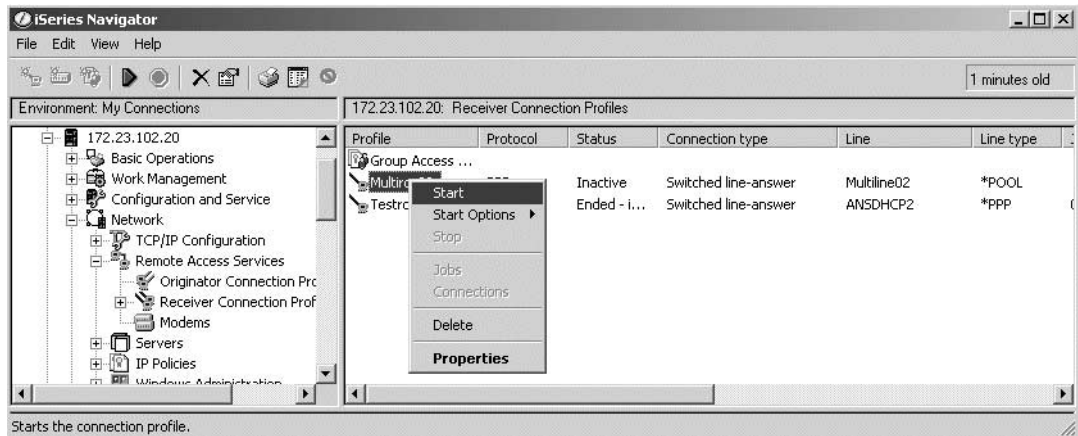 iSeries Navigator
File Edit View Help
1 minutes old
Environment: My Connections
172.23.102.20: Receiver Connection Profiles
172.23.102.20
Basic Operations
Work Management
Configuration and Service
Network
TCP/IP Configuration
Remote Access Services
Originator Connection Pro
Receiver Connection Prof
Modems
Servers
IP Policies
Windows Administration
Profile Protocol Status Connection type Line Line type
Group Access ...
Inactive Switched line-answer Multiline02 *POOL
Ended - i... Switched line-answer ANSDHCP2 *PPP
Start
Start Options
Stop
Jobs
Connections
Delete
Properties
Starts the connection profile.